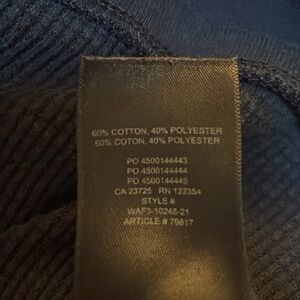 60% COTTON, 40% POLYESTER
60% COTON, 40% POLYESTER
PO 4500144443
PO 4500144444
PO 4500144445
CA 23725 RN 122354
STYLE #
WAF3-10246-21
ARTICLE # 79817